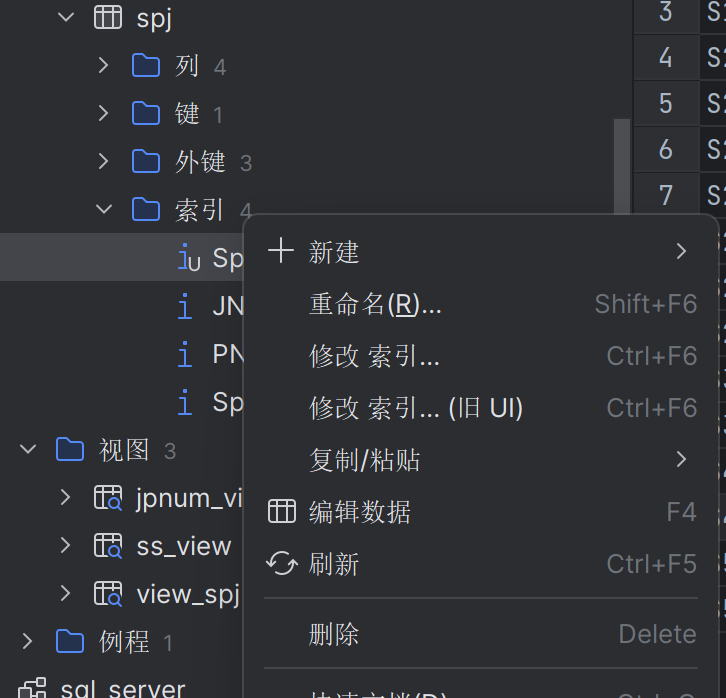 spj
3
列 4
4
键 1
5
外键 3
6
索引 4
7
Sp
新建
JN
重命名(R)... Shift+F6
PN
修改 索引... Ctrl+F6
Sp
修改 索引... (旧 UI) Ctrl+F6
视图 3
复制/粘贴
jpnum_vi
编辑数据 F4
ss_view
刷新 Ctrl+F5
view_spj
例程 1
删除 Delete
sql_server